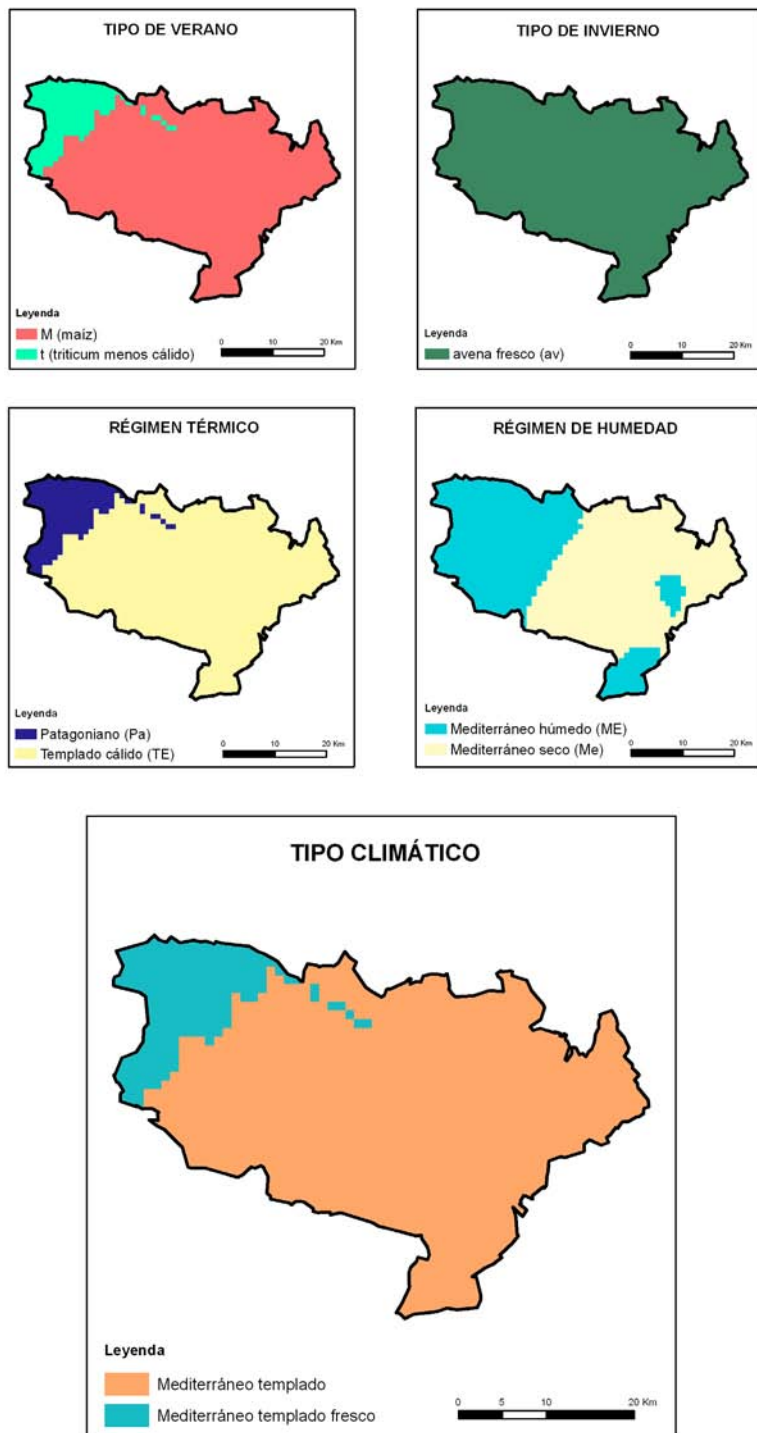 TIPO DE VERANO
Leyenda
M (maíz)
t (triticum menos cálido)
0 10 20 Km
TIPO DE INVIERNO
Leyenda
avena fresco (av)
0 10 20 Km
RÉGIMEN TÉRMICO
Leyenda
Patagoniano (Pa)
Templado cálido (TE)
0 10 20 Km
RÉGIMEN DE HUMEDAD
Leyenda
Mediterráneo húmedo (ME)
Mediterráneo seco (Me)
0 10 20 Km
TIPO CLIMÁTICO
Leyenda
Mediterráneo templado
Mediterráneo templado fresco
0 5 10 20 Km